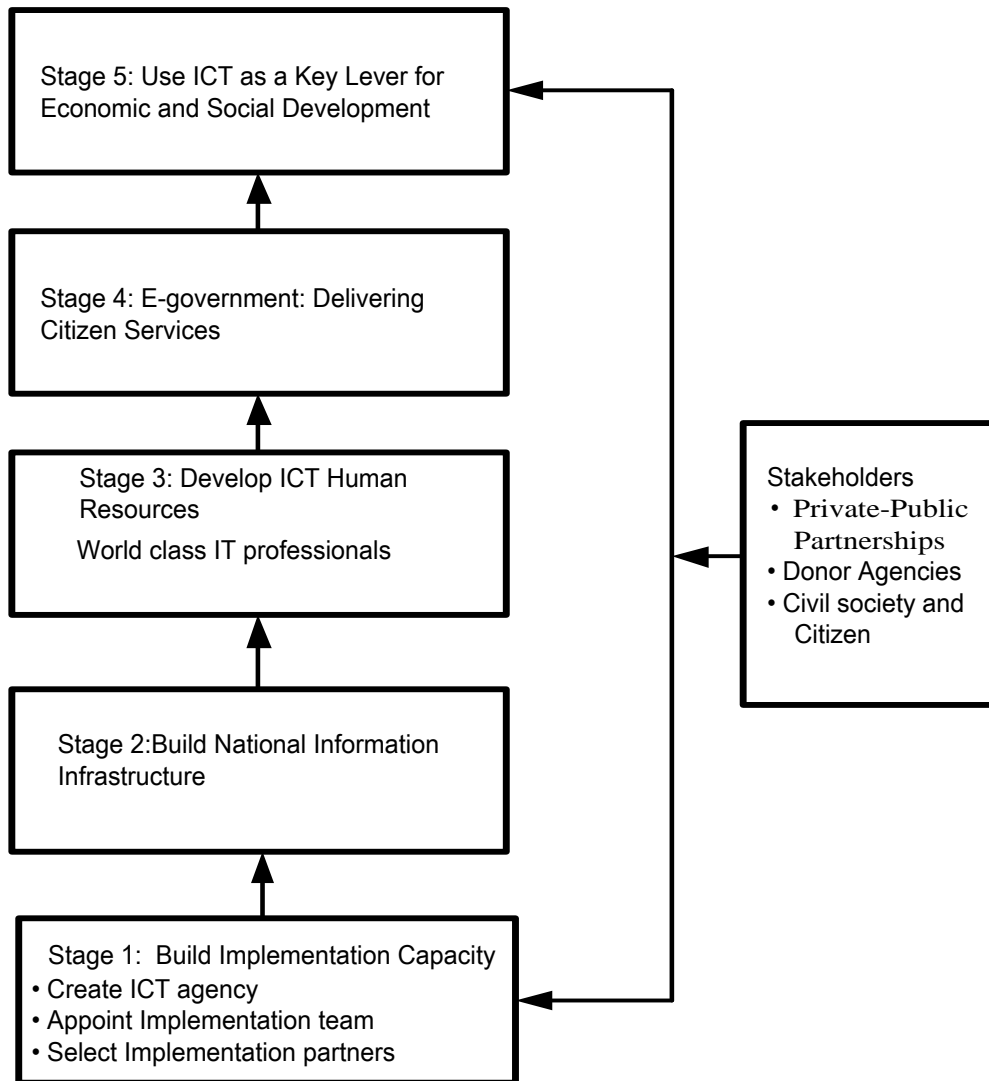 Stage 5: Use ICT as a Key Lever for
Economic and Social Development
Stage 4: E-government: Delivering
Citizen Services
Stage 3: Develop ICT Human
Resources
World class IT professionals
Stage 2:Build National Information
Infrastructure
Stage 1: Build Implementation Capacity
• Create ICT agency
• Appoint Implementation team
• Select Implementation partners
Stakeholders
• Private-Public
Partnerships
• Donor Agencies
• Civil society and
Citizen